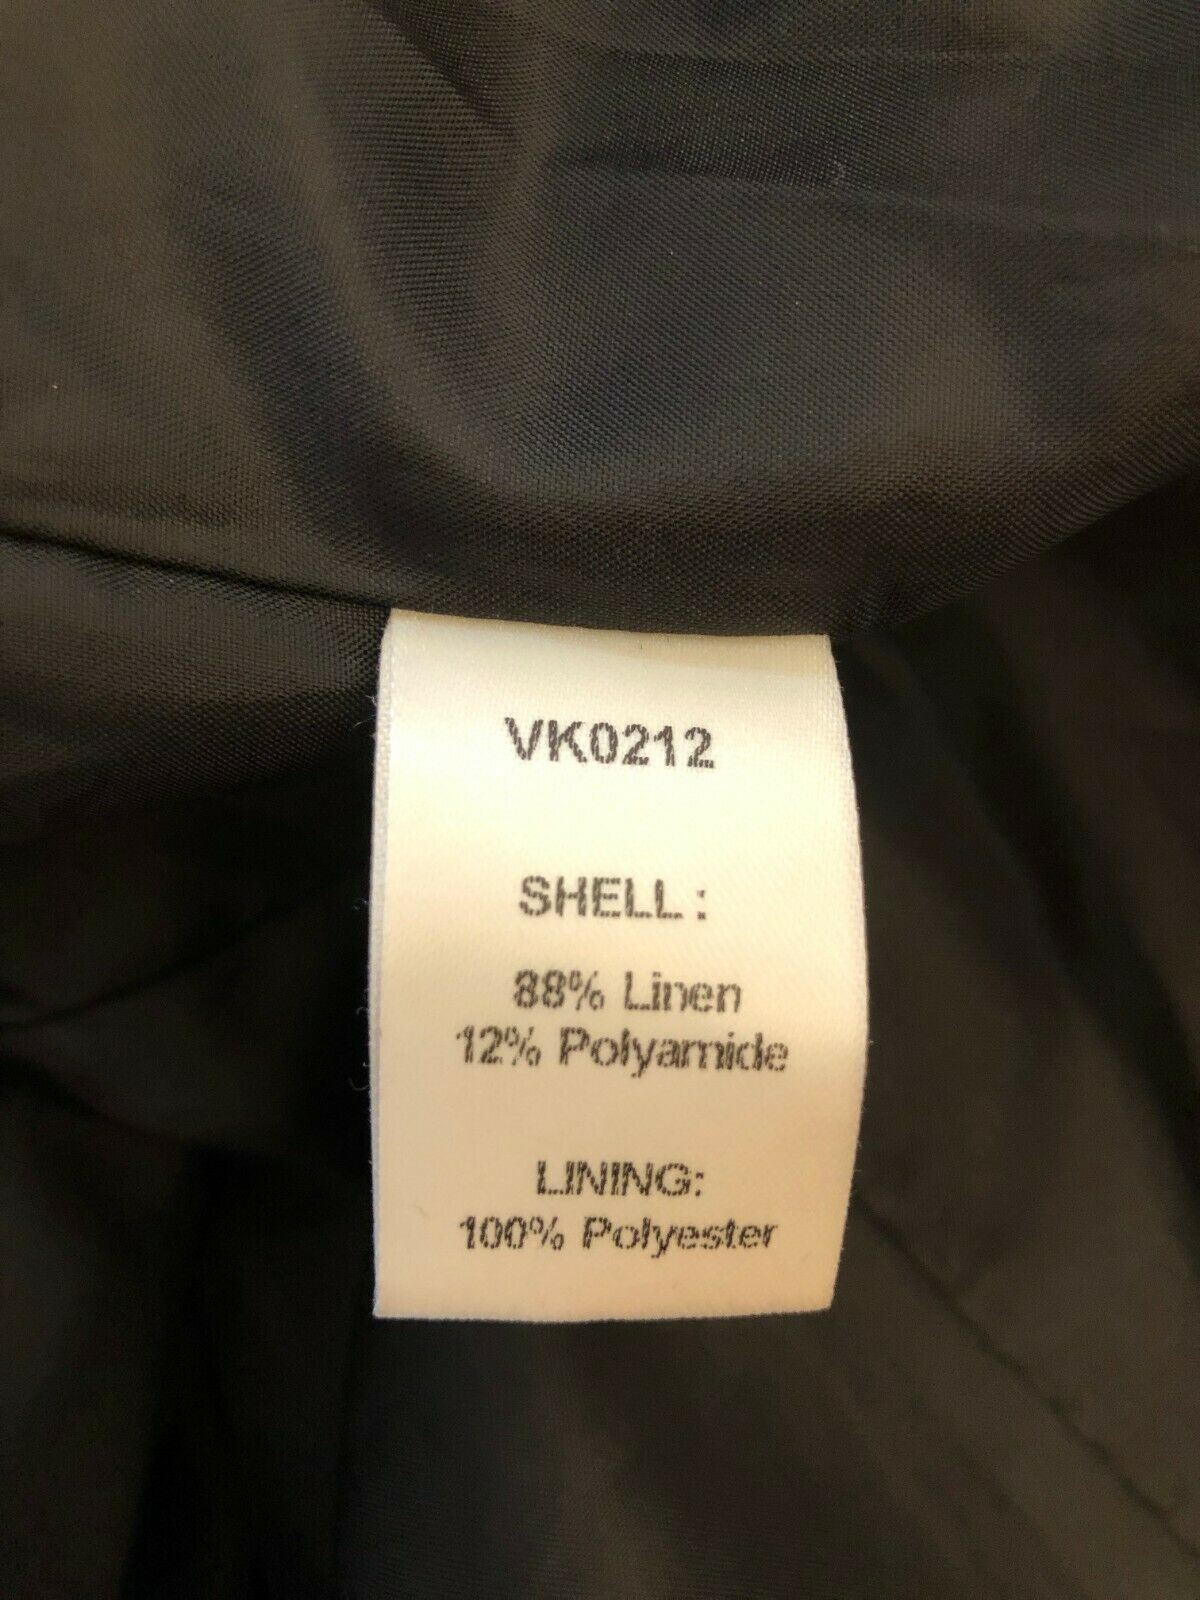 VK0212
SHELL:
88% Linen
12% Polyamide
LINING:
100% Polyester